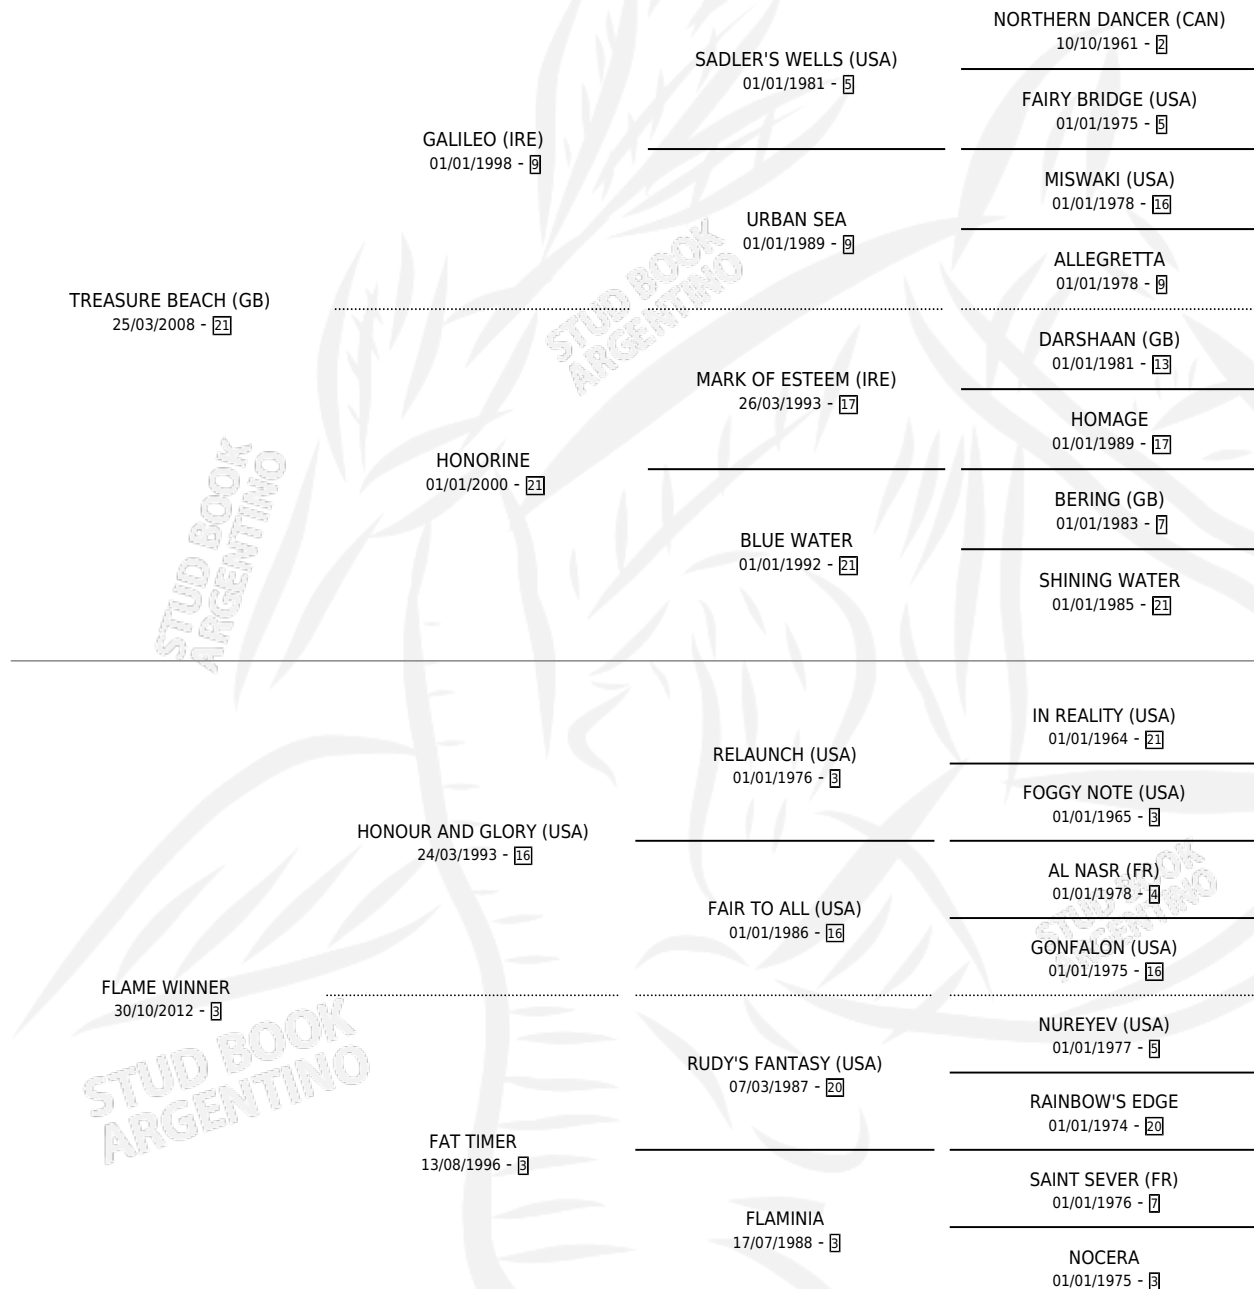 NORTHERN DANCER (CAN)
10/10/1961 - 2
SADLER'S WELLS (USA)
01/01/1981 - 5
FAIRY BRIDGE (USA)
01/01/1975 - 5
GALILEO (IRE)
01/01/1998 - 9
MISWAKI (USA)
01/01/1978 - 16
URBAN SEA
01/01/1989 - 9
ALLEGRETTA
01/01/1978 - 9
TREASURE BEACH (GB)
25/03/2008 - 21
DARSHAAN (GB)
01/01/1981 - 13
MARK OF ESTEEM (IRE)
26/03/1993 - 17
HOMAGE
01/01/1989 - 17
HONORINE
01/01/2000 - 21
BERING (GB)
01/01/1983 - 7
BLUE WATER
01/01/1992 - 21
SHINING WATER
01/01/1985 - 21
IN REALITY (USA)
01/01/1964 - 21
RELAUNCH (USA)
01/01/1976 - 3
FOGGY NOTE (USA)
01/01/1965 - 3
HONOUR AND GLORY (USA)
24/03/1993 - 16
AL NASR (FR)
01/01/1978 - 4
FAIR TO ALL (USA)
01/01/1986 - 16
GONFALON (USA)
01/01/1975 - 16
FLAME WINNER
30/10/2012 - 3
NUREYEV (USA)
01/01/1977 - 5
RUDY'S FANTASY (USA)
07/03/1987 - 20
RAINBOW'S EDGE
01/01/1974 - 20
FAT TIMER
13/08/1996 - 3
SAINT SEVER (FR)
01/01/1976 - 7
FLAMINIA
17/07/1988 - 3
NOCERA
01/01/1975 - 3
STUD BOOK
ARGENTINO
STUD BOOK
ARGENTINO
STUD BOOK
ARGENTINO
STUD BOOK
ARGENTINO